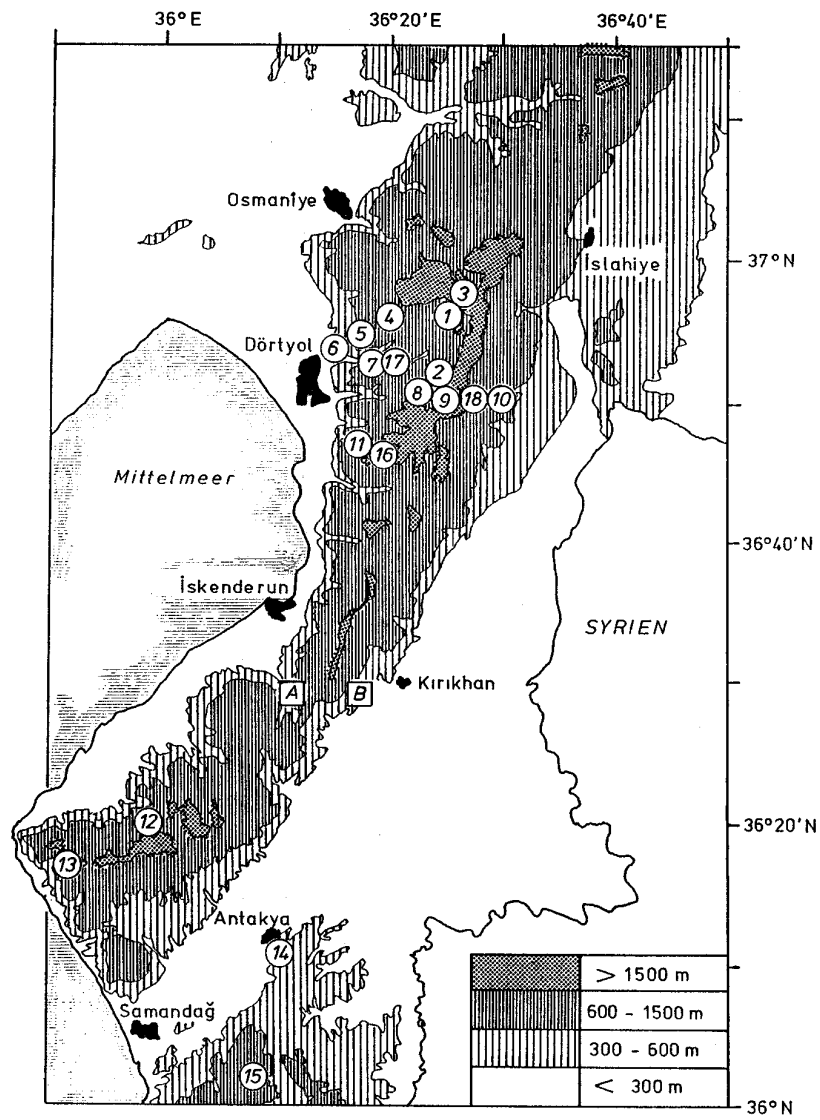 36°E
36°20'E
36°40'E
Osmanîye
37°N
İslahiye
3
1
4
5
6
Dörtyol
7
17
2
8
9
18
10
11
16
Mittelmeer
36°40'N
İskenderun
SYRIEN
A
B
Kırıkhan
12
36°20'N
13
Antakya
14
> 1500 m
Samandağ
600 - 1500 m
300 - 600 m
15
< 300 m
36°N